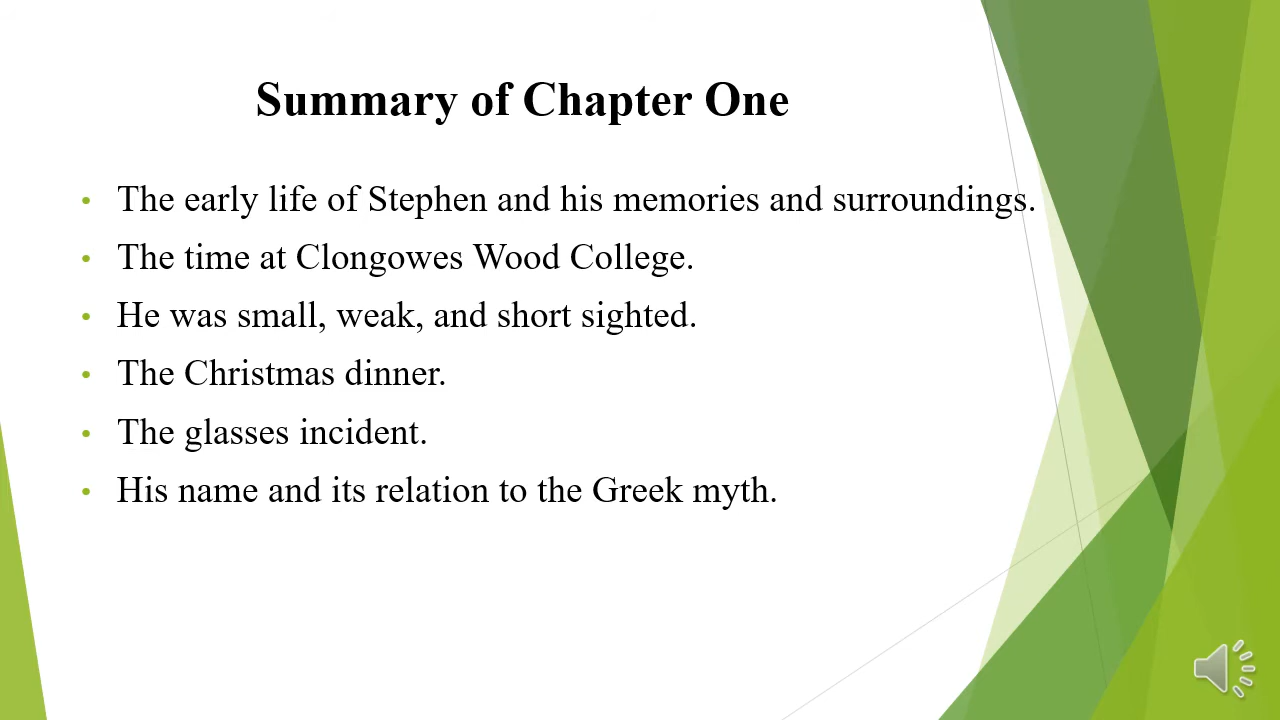 Summary of Chapter One
• The early life of Stephen and his memories and surroundings.
• The time at Clongowes Wood College.
• He was small, weak, and short sighted.
• The Christmas dinner.
• The glasses incident.
• His name and its relation to the Greek myth.